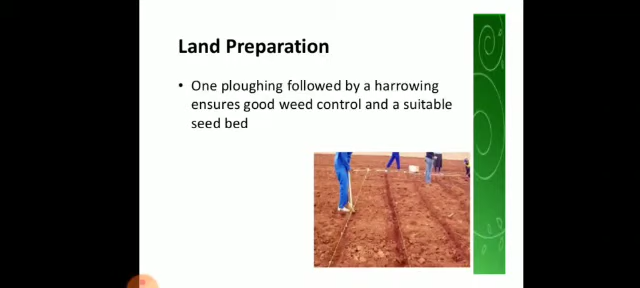 Land Preparation
• One ploughing followed by a harrowing
ensures good weed control and a suitable
seed bed